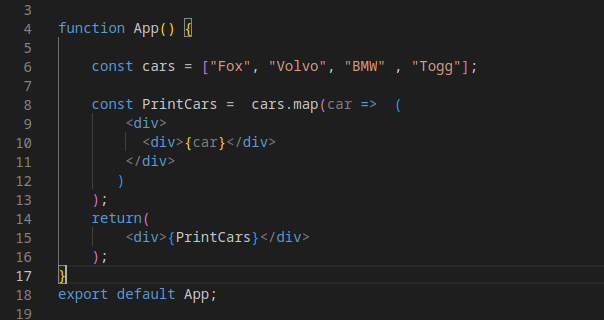 3
4 function App() {
5
6     const cars = ["Fox", "Volvo", "BMW" , "Togg"];
7
8     const PrintCars =  cars.map(car =>  (
9         <div>
10           <div>{car}</div>
11         </div>
12        )
13     );
14     return(
15         <div>{PrintCars}</div>
16     );
17 }
18 export default App;
19